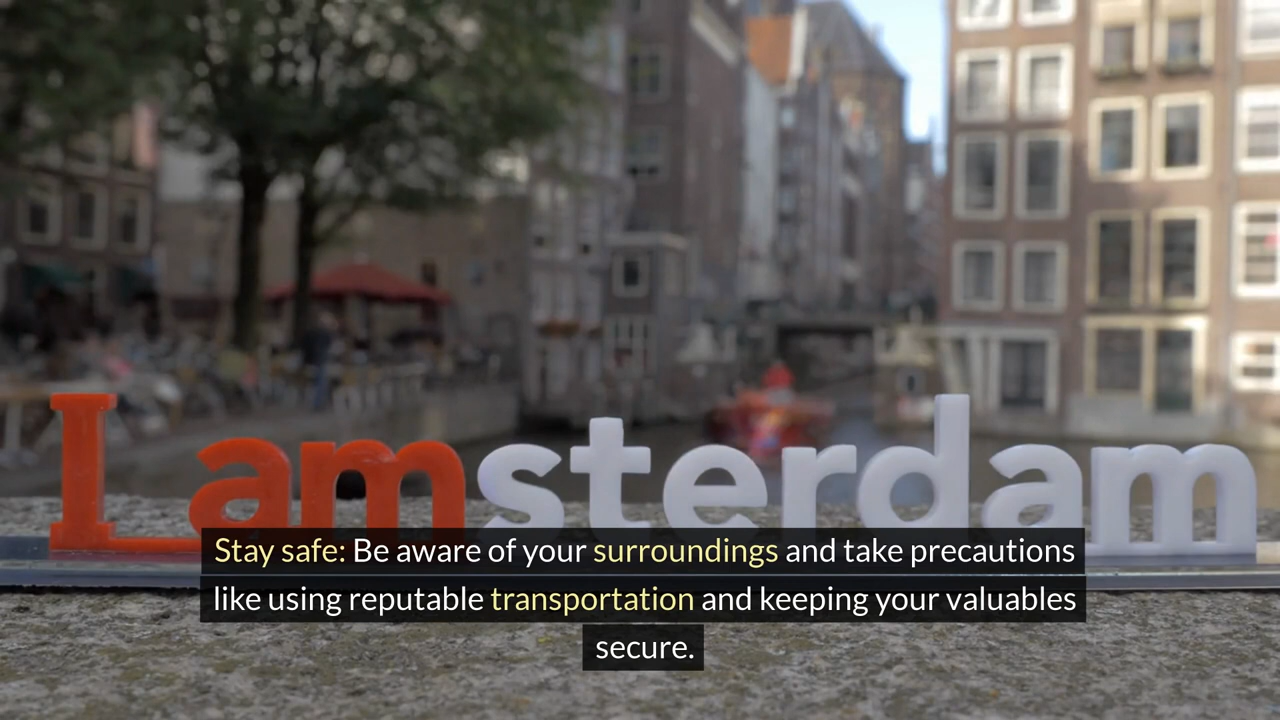 I amsterdam
Stay safe: Be aware of your surroundings and take precautions
like using reputable transportation and keeping your valuables
secure.